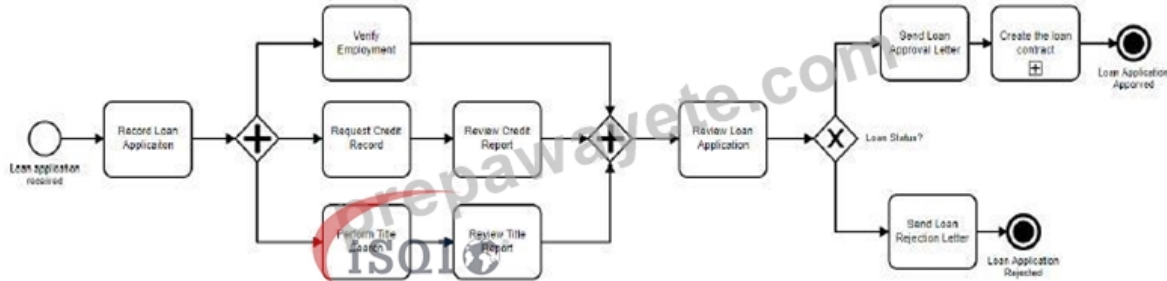 Loan application
received
Record Loan
Applicaiton
Verify
Employment
Request Credit
Record
Review Credit
Report
Perform Title
Search
Review Title
Report
Review Loan
Application
Loan Status?
Send Loan
Approval Letter
Create the loan
contract
Loan Application
Apporved
Send Loan
Rejection Letter
Loan Application
Rejected
prepawayete.com
iSQI